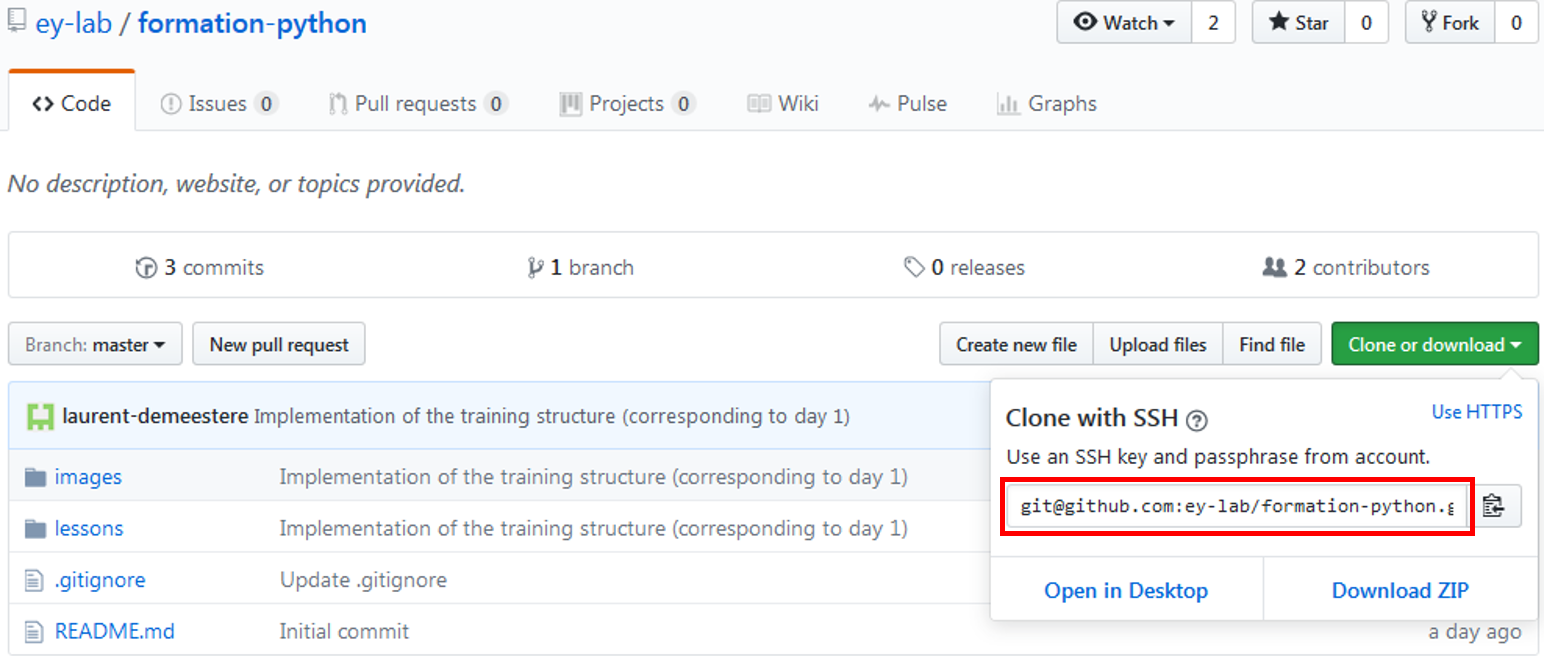 ey-lab / formation-python
Watch 2 Star 0 Fork 0
Code Issues 0 Pull requests 0 Projects 0 Wiki Pulse Graphs
No description, website, or topics provided.
3 commits 1 branch 0 releases 2 contributors
Branch: master New pull request Create new file Upload files Find file Clone or download
laurent-demeestere Implementation of the training structure (corresponding to day 1)
images Implementation of the training structure (corresponding to day 1)
lessons Implementation of the training structure (corresponding to day 1)
.gitignore Update .gitignore
README.md Initial commit
a day ago
Clone with SSH ? Use HTTPS
Use an SSH key and passphrase from account.
git@github.com:ey-lab/formation-python.g
Open in Desktop Download ZIP